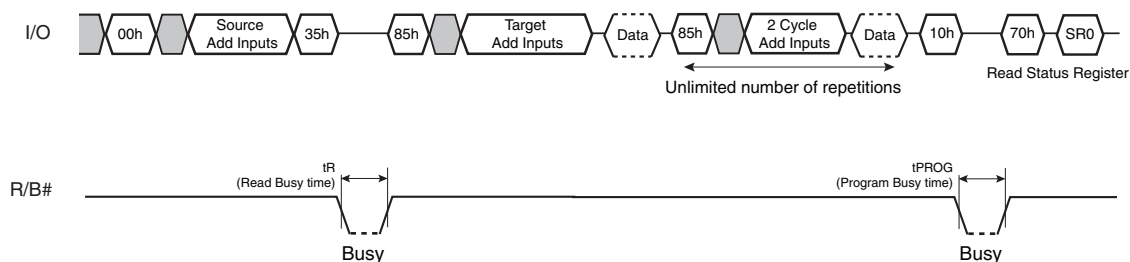 I/O
00h
Source
Add Inputs
35h
85h
Target
Add Inputs
Data
85h
2 Cycle
Add Inputs
Data
10h
70h
SR0
Unlimited number of repetitions
Read Status Register
R/B#
tR
(Read Busy time)
Busy
tPROG
(Program Busy time)
Busy